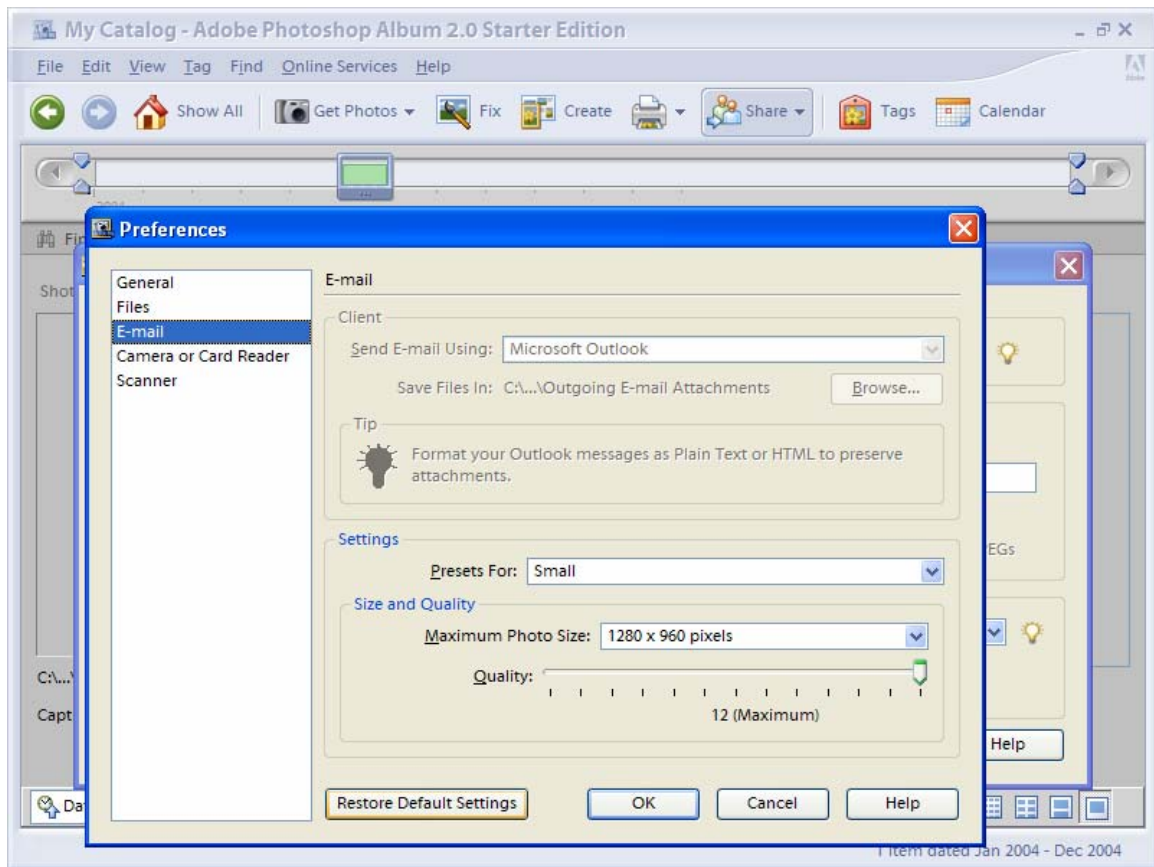 My Catalog - Adobe Photoshop Album 2.0 Starter Edition
File Edit View Tag Find Online Services Help
Adobe
Show All Get Photos Fix Create Share Tags Calendar
2004
Preferences
General
Files
E-mail
Camera or Card Reader
Scanner
E-mail
Client
Send E-mail Using: Microsoft Outlook
Save Files In: C:\...\Outgoing E-mail Attachments Browse...
Tip
Format your Outlook messages as Plain Text or HTML to preserve
attachments.
Settings
Presets For: Small
Size and Quality
Maximum Photo Size: 1280 x 960 pixels
Quality:
12 (Maximum)
Restore Default Settings OK Cancel Help
Help
1 item dated Jan 2004 - Dec 2004